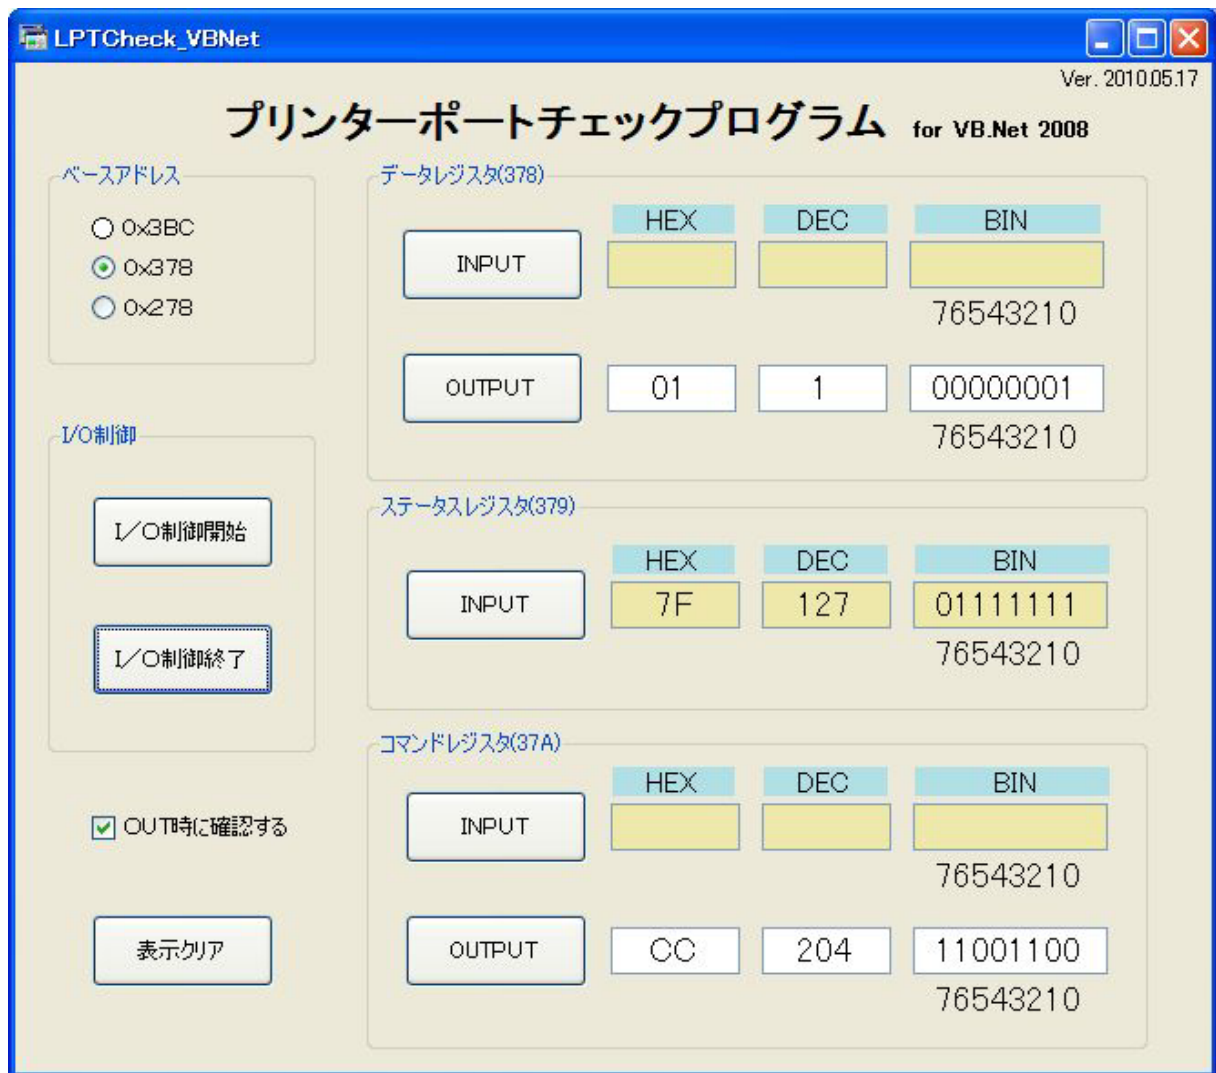 LPTCheck_VBNet
Ver. 2010.05.17
プリンターポートチェックプログラム for VB.Net 2008
ベースアドレス
0x3BC
0x378
0x278
I/O制御
I/O制御開始
I/O制御終了
OUT時に確認する
表示クリア
データレジスタ(378)
HEX DEC BIN
INPUT
76543210
OUTPUT 01 1 00000001
76543210
ステータスレジスタ(379)
HEX DEC BIN
INPUT 7F 127 01111111
76543210
コマンドレジスタ(37A)
HEX DEC BIN
INPUT
76543210
OUTPUT CC 204 11001100
76543210